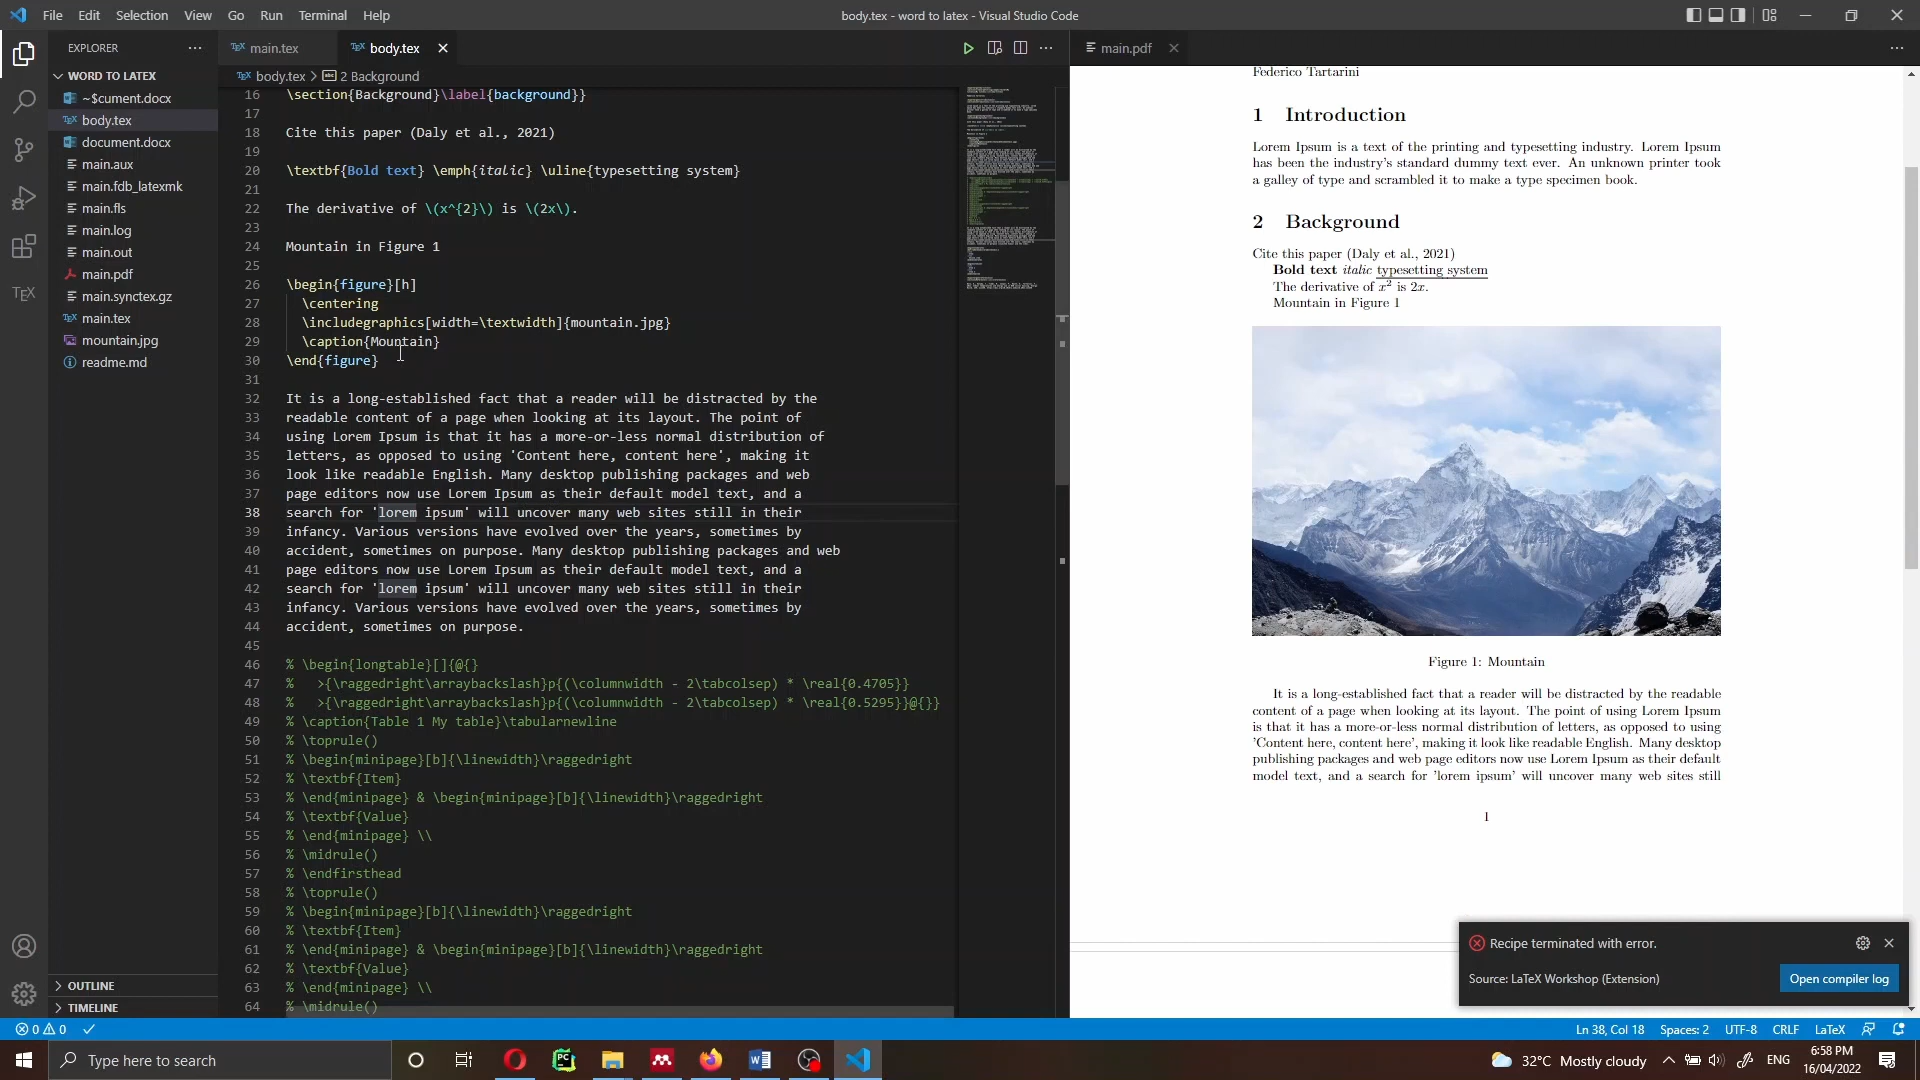 File Edit Selection View Go Run Terminal Help
body.tex - word to latex - Visual Studio Code
EXPLORER
WORD TO LATEX
~$cument.docx
body.tex
document.docx
main.aux
main.fdb_latexmk
main.fls
main.log
main.out
main.pdf
main.synctex.gz
main.tex
mountain.jpg
readme.md
OUTLINE
TIMELINE
TEX main.tex
TEX body.tex
TEX body.tex > abc 2 Background
16 \section{Background}\label{background}}
17
18 Cite this paper (Daly et al., 2021)
19
20 \textbf{Bold text} \emph{italic} \uline{typesetting system}
21
22 The derivative of \(x^{2}\) is \(2x\).
23
24 Mountain in Figure 1
25
26 \begin{figure}[h]
27 \centering
28 \includegraphics[width=\textwidth]{mountain.jpg}
29 \caption{Mountain}
30 \end{figure}
31
32 It is a long-established fact that a reader will be distracted by the
33 readable content of a page when looking at its layout. The point of
34 using Lorem Ipsum is that it has a more-or-less normal distribution of
35 letters, as opposed to using 'Content here, content here', making it
36 look like readable English. Many desktop publishing packages and web
37 page editors now use Lorem Ipsum as their default model text, and a
38 search for 'lorem ipsum' will uncover many web sites still in their
39 infancy. Various versions have evolved over the years, sometimes by
40 accident, sometimes on purpose. Many desktop publishing packages and web
41 page editors now use Lorem Ipsum as their default model text, and a
42 search for 'lorem ipsum' will uncover many web sites still in their
43 infancy. Various versions have evolved over the years, sometimes by
44 accident, sometimes on purpose.
45
46 % \begin{longtable}[]{@{}
47 % >{\raggedright\arraybackslash}p{(\columnwidth - 2\tabcolsep) * \real{0.4705}}
48 % >{\raggedright\arraybackslash}p{(\columnwidth - 2\tabcolsep) * \real{0.5295}}@{}}
49 % \caption{Table 1 My table}\tabularnewline
50 % \toprule()
51 % \begin{minipage}[b]{\linewidth}\raggedright
52 % \textbf{Item}
53 % \end{minipage} & \begin{minipage}[b]{\linewidth}\raggedright
54 % \textbf{Value}
55 % \end{minipage} \\
56 % \midrule()
57 % \endfirsthead
58 % \toprule()
59 % \begin{minipage}[b]{\linewidth}\raggedright
60 % \textbf{Item}
61 % \end{minipage} & \begin{minipage}[b]{\linewidth}\raggedright
62 % \textbf{Value}
63 % \end{minipage} \\
64 % \midrule()
main.pdf
Federico Tartarini
1 Introduction
Lorem Ipsum is a text of the printing and typesetting industry. Lorem Ipsum
has been the industry's standard dummy text ever. An unknown printer took
a galley of type and scrambled it to make a type specimen book.
2 Background
Cite this paper (Daly et al., 2021)
Bold text italic typesetting system
The derivative of x² is 2x.
Mountain in Figure 1
Figure 1: Mountain
It is a long-established fact that a reader will be distracted by the readable
content of a page when looking at its layout. The point of using Lorem Ipsum
is that it has a more-or-less normal distribution of letters, as opposed to using
'Content here, content here', making it look like readable English. Many desktop
publishing packages and web page editors now use Lorem Ipsum as their default
model text, and a search for 'lorem ipsum' will uncover many web sites still
1
Recipe terminated with error.
Source: LaTeX Workshop (Extension)
Open compiler log
0 0
Ln 38, Col 18 Spaces: 2 UTF-8 CRLF LaTeX
Type here to search
32°C Mostly cloudy
ENG
6:58 PM
16/04/2022